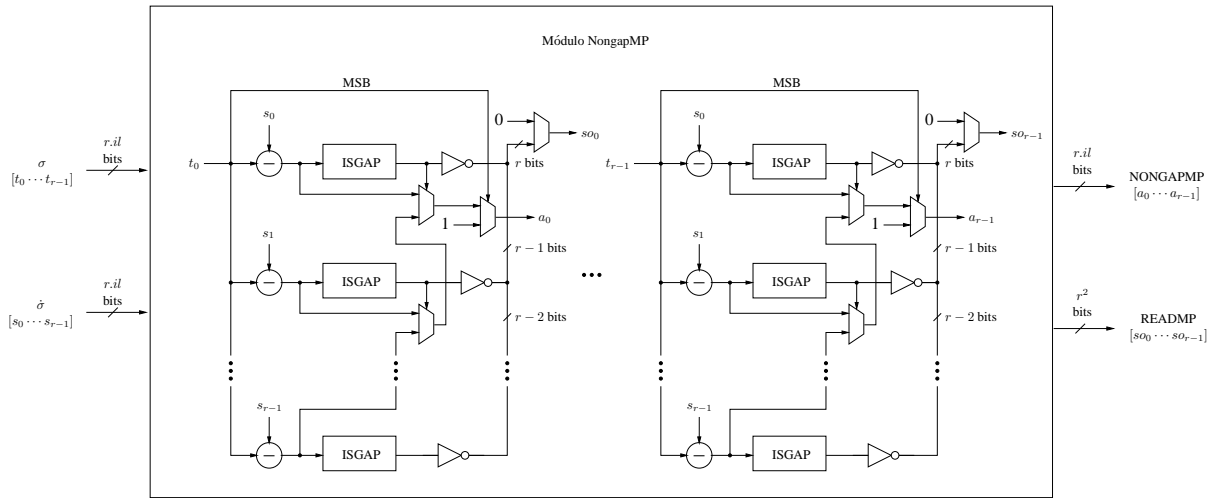 Módulo NongapMP
MSB
s₀
0
so₀
r bits
t₀
ISGAP
1
a₀
s₁
r − 1 bits
ISGAP
r − 2 bits
sᵣ₋₁
ISGAP
...
MSB
sₒ
0
soᵣ₋₁
r bits
tᵣ₋₁
ISGAP
1
aᵣ₋₁
s₁
r − 1 bits
ISGAP
r − 2 bits
sᵣ₋₁
ISGAP
σ
[t₀ ⋯ tᵣ₋₁]
r.il
bits
σ̇
[s₀ ⋯ sᵣ₋₁]
r.il
bits
r.il
bits
NONGAPMP
[a₀ ⋯ aᵣ₋₁]
r²
bits
READMP
[so₀ ⋯ soᵣ₋₁]